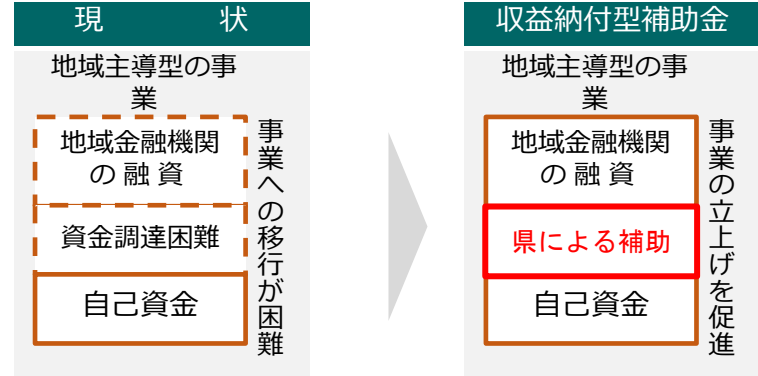 現状
地域主導型の事
業
地域金融機関
の融資
資金調達困難
自己資金
事業への移行が困難
収益納付型補助金
地域主導型の事
業
地域金融機関
の融資
県による補助
自己資金
事業の立上げを促進